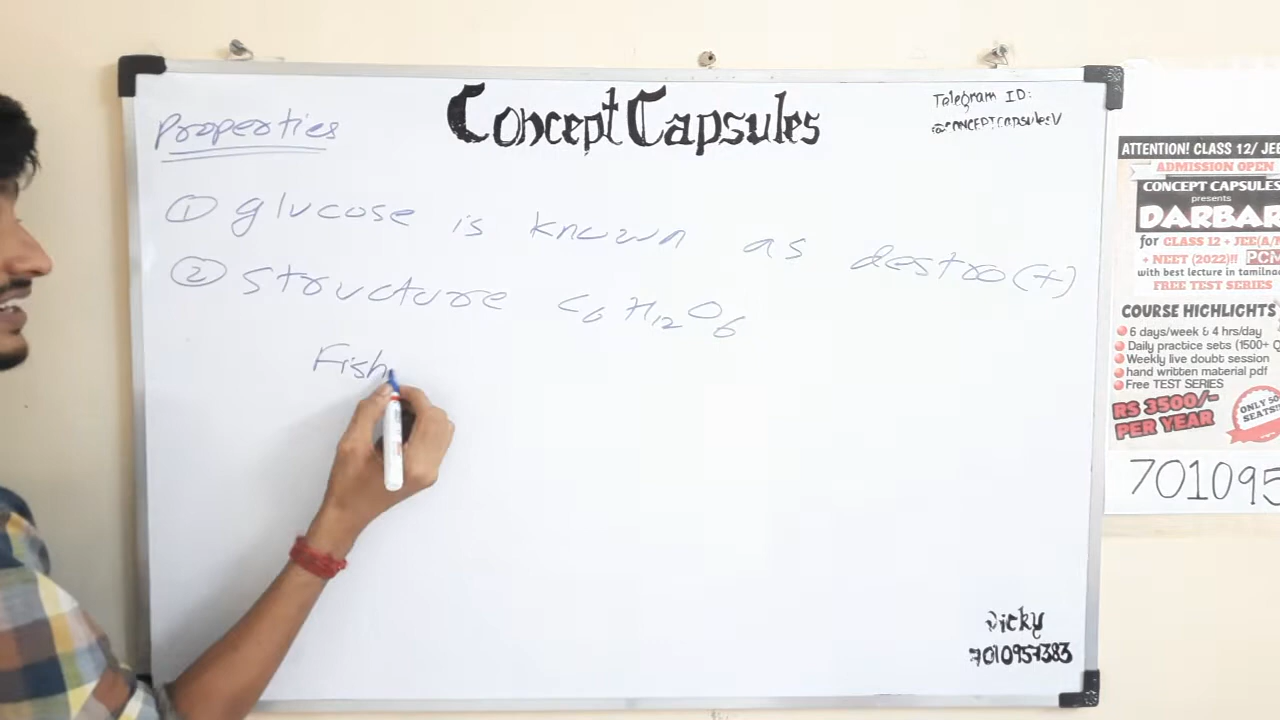 Concept Capsules
Telegram ID:
@CONCEPTCAPSULESV
Properties
① glucose is known as destro(+)
② structure C6H12O6
Fish
Vicky
7010957383
ATTENTION! CLASS 12/ JEE
ADMISSION OPEN
CONCEPT CAPSULES
presents
DARBAR
for CLASS 12 + JEE(A/
+ NEET (2022)!! PCM
with best lecture in tamilna
FREE TEST SERIES
COURSE HIGHLIGHTS
6 days/week & 4 hrs/day
Daily practice sets (1500+ Q
Weekly live doubt session
hand written material pdf
Free TEST SERIES
RS 3500/-
PER YEAR
ONLY 50
SEATS!!
701095